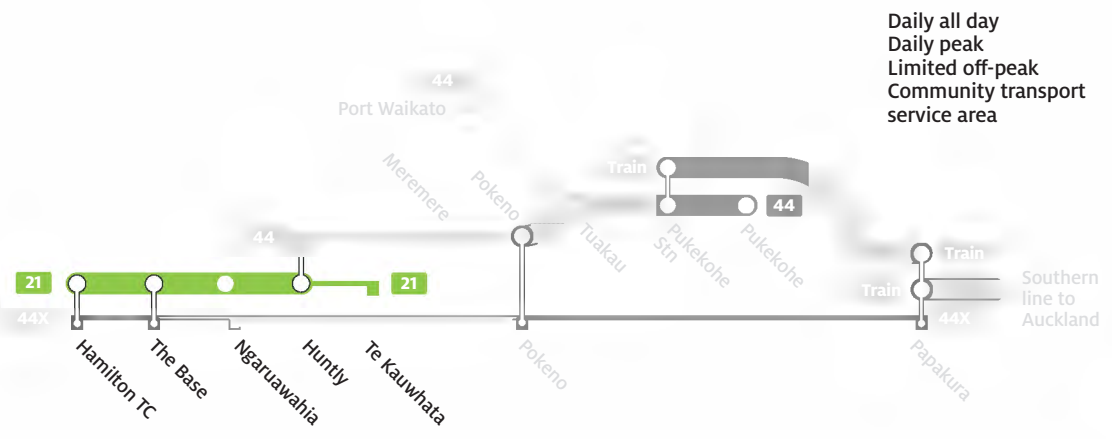 Daily all day
Daily peak
Limited off-peak
Community transport
service area
44
Port Waikato
Meremere
Pokeno
Train
44
Tuakau
Pukekohe
Stn
Pukekohe
44
Train
21
21
Train
Southern
line to
Auckland
44X
44X
Hamilton TC
The Base
Ngaruawahia
Huntly
Te Kauwhata
Pokeno
Papakura